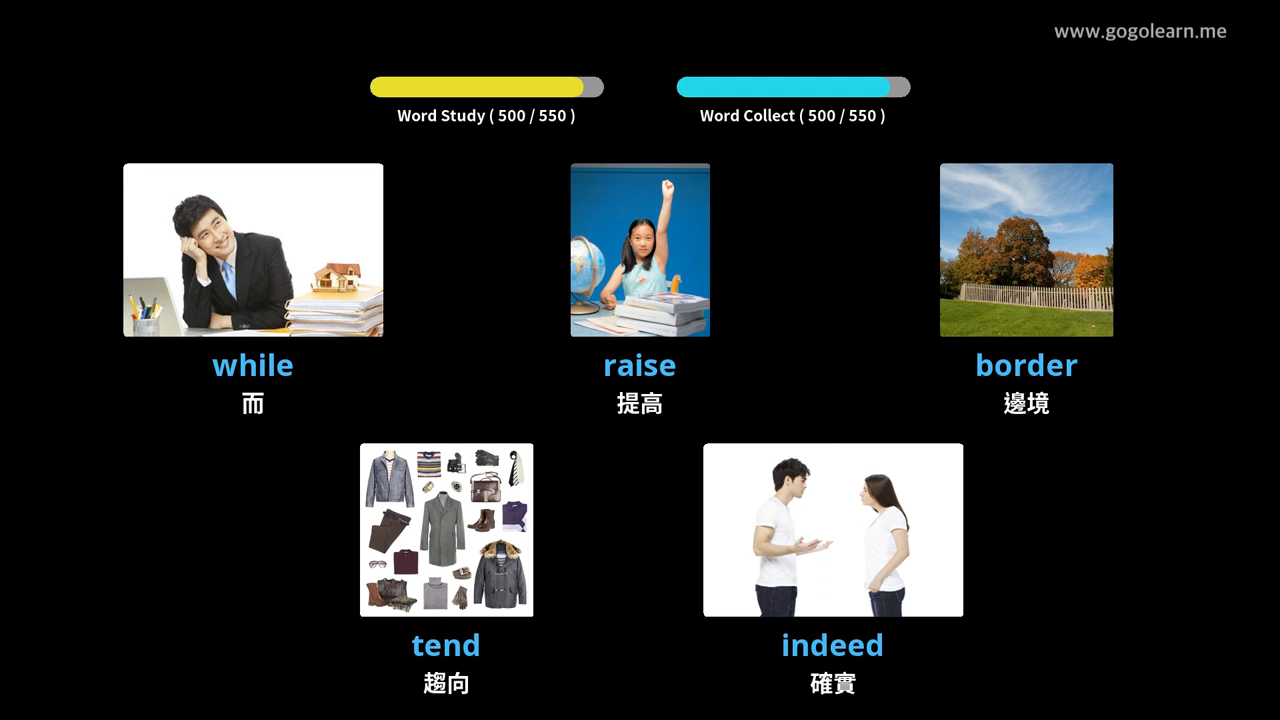 www.gogolearn.me
Word Study ( 500 / 550 )
Word Collect ( 500 / 550 )
while
而
raise
提高
border
邊境
tend
趨向
indeed
確實